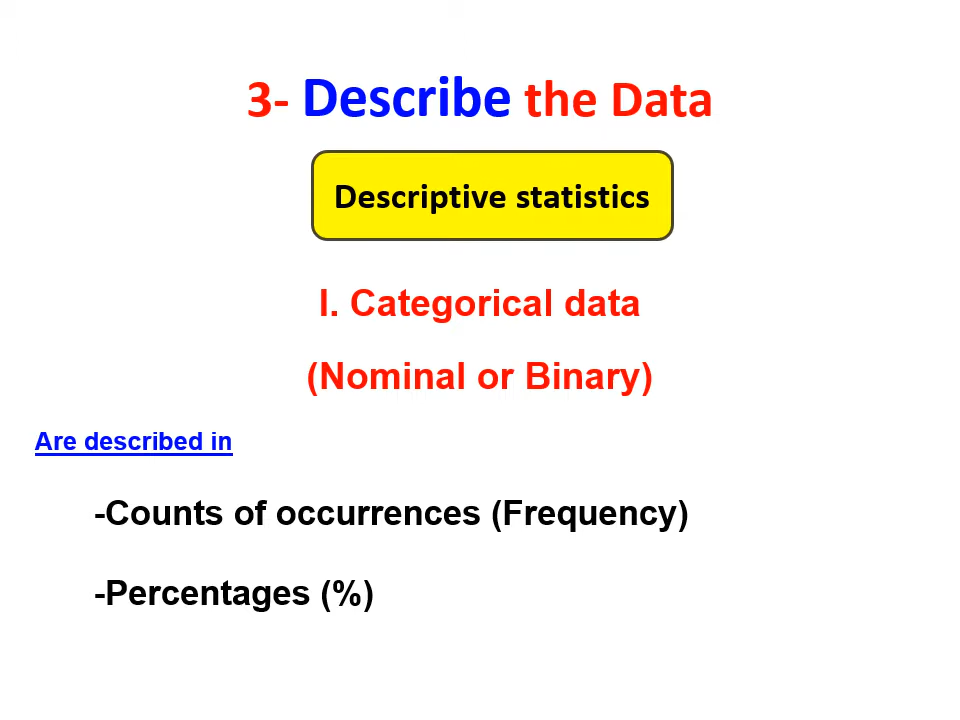 3- Describe the Data
Descriptive statistics
I. Categorical data
(Nominal or Binary)
Are described in
-Counts of occurrences (Frequency)
-Percentages (%)